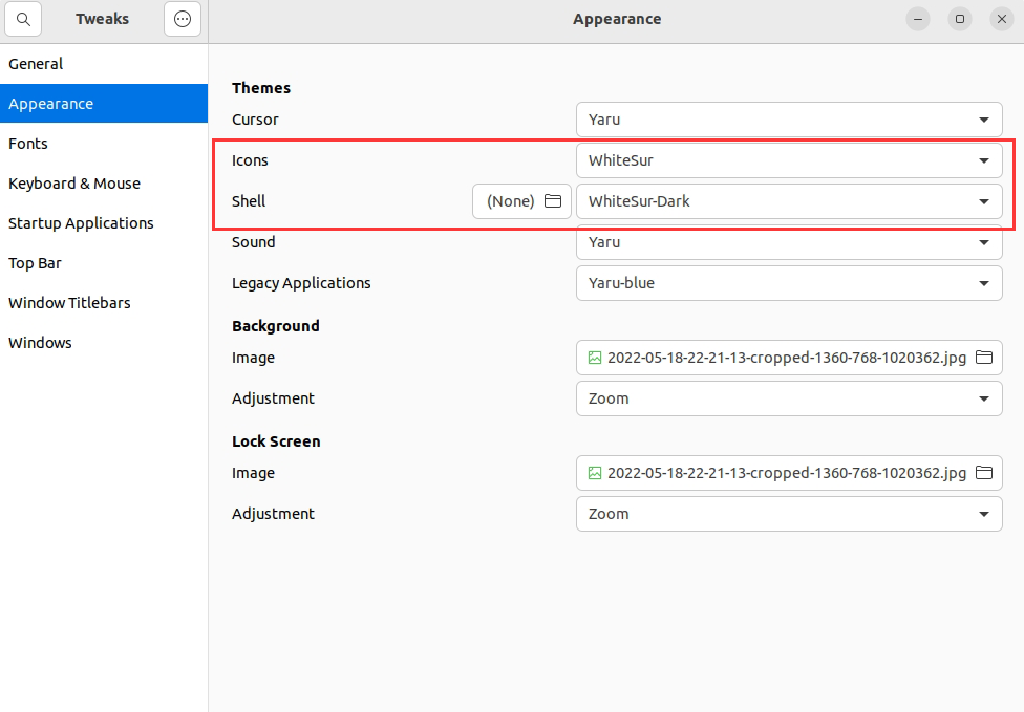 Tweaks
Appearance
General
Appearance
Fonts
Keyboard & Mouse
Startup Applications
Top Bar
Window Titlebars
Windows
Themes
Cursor Yaru
Icons WhiteSur
Shell (None) WhiteSur-Dark
Sound Yaru
Legacy Applications Yaru-blue
Background
Image 2022-05-18-22-21-13-cropped-1360-768-1020362.jpg
Adjustment Zoom
Lock Screen
Image 2022-05-18-22-21-13-cropped-1360-768-1020362.jpg
Adjustment Zoom